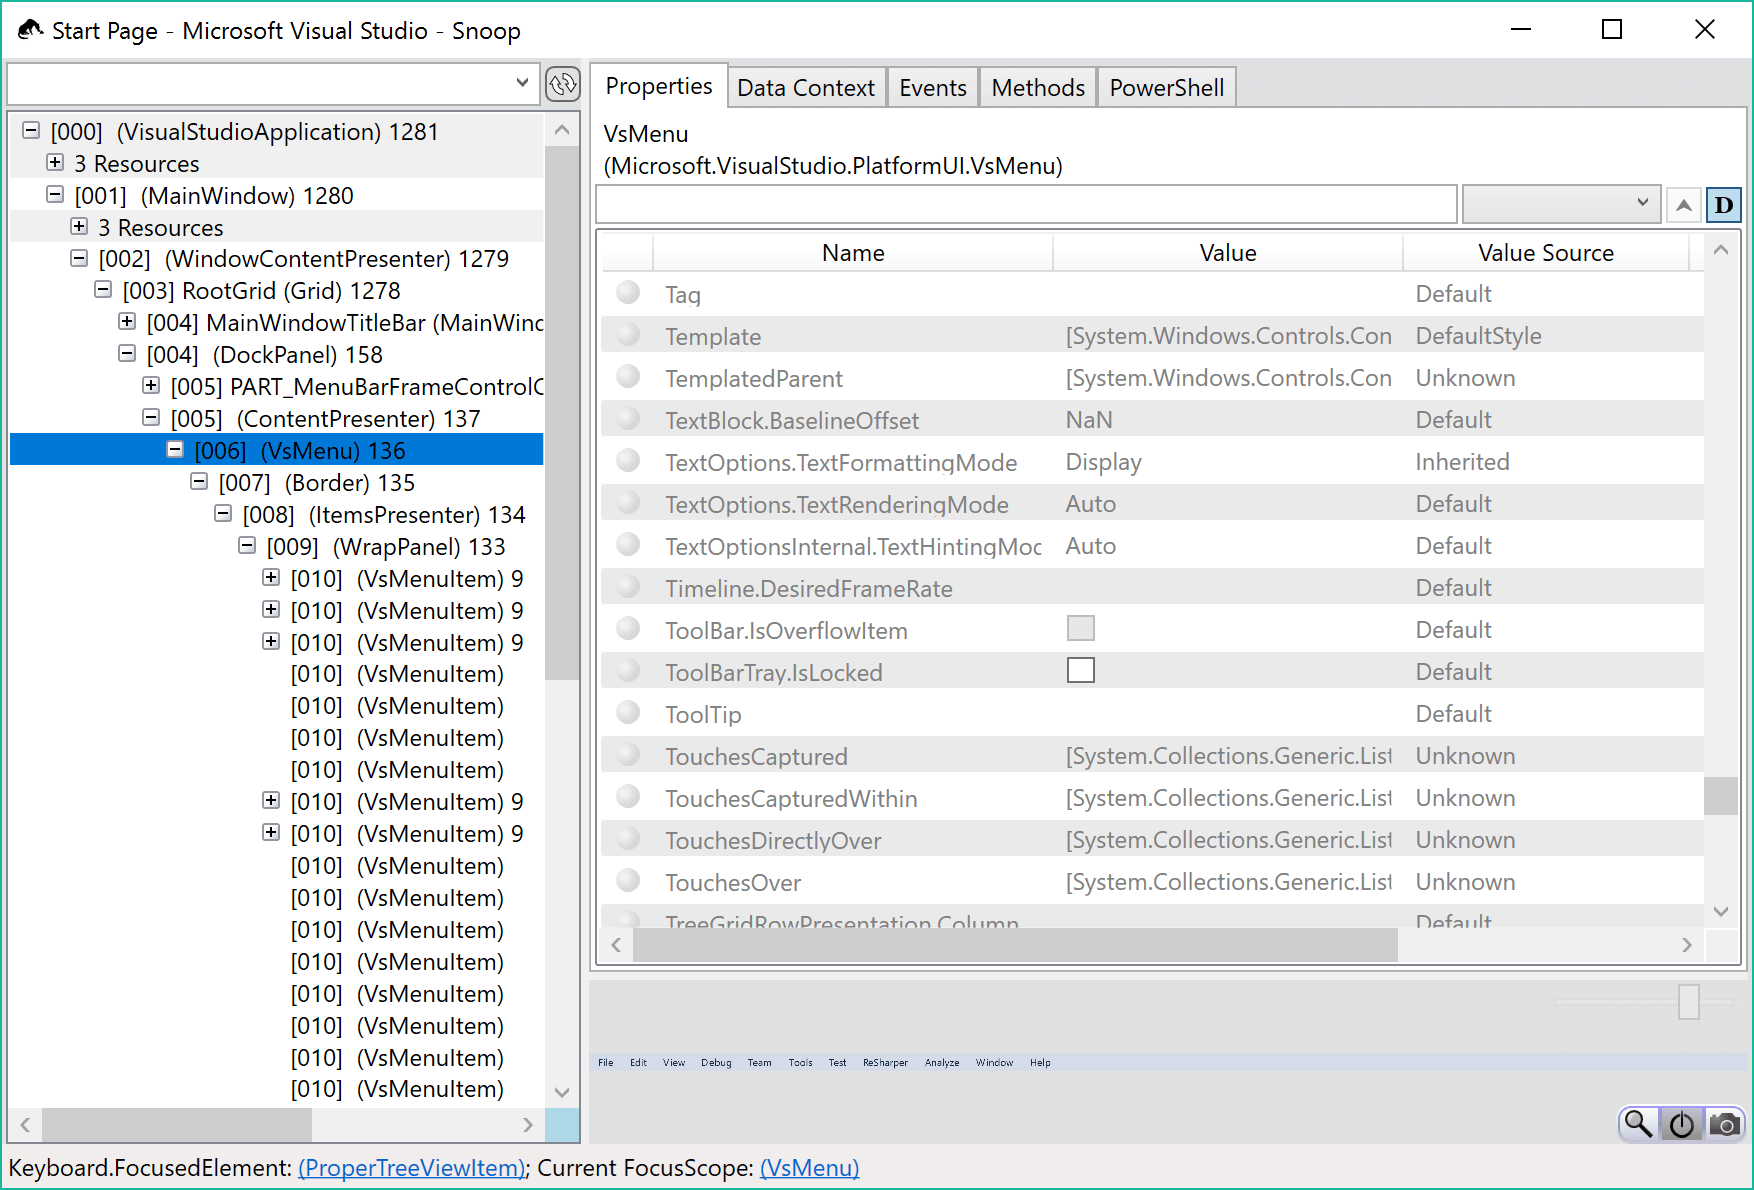 Start Page - Microsoft Visual Studio - Snoop
[000] (VisualStudioApplication) 1281
3 Resources
[001] (MainWindow) 1280
3 Resources
[002] (WindowContentPresenter) 1279
[003] RootGrid (Grid) 1278
[004] MainWindowTitleBar (MainWinc
[004] (DockPanel) 158
[005] PART_MenuBarFrameControlC
[005] (ContentPresenter) 137
[006] (VsMenu) 136
[007] (Border) 135
[008] (ItemsPresenter) 134
[009] (WrapPanel) 133
[010] (VsMenuItem) 9
[010] (VsMenuItem) 9
[010] (VsMenuItem) 9
[010] (VsMenuItem)
[010] (VsMenuItem)
[010] (VsMenuItem)
[010] (VsMenuItem)
[010] (VsMenuItem) 9
[010] (VsMenuItem) 9
[010] (VsMenuItem)
[010] (VsMenuItem)
[010] (VsMenuItem)
[010] (VsMenuItem)
[010] (VsMenuItem)
[010] (VsMenuItem)
[010] (VsMenuItem)
[010] (VsMenuItem)
Properties Data Context Events Methods PowerShell
VsMenu
(Microsoft.VisualStudio.PlatformUI.VsMenu)
D
Name Value Value Source
Tag Default
Template [System.Windows.Controls.Con DefaultStyle
TemplatedParent [System.Windows.Controls.Con Unknown
TextBlock.BaselineOffset NaN Default
TextOptions.TextFormattingMode Display Inherited
TextOptions.TextRenderingMode Auto Default
TextOptionsInternal.TextHintingMoc Auto Default
Timeline.DesiredFrameRate Default
ToolBar.IsOverflowItem Default
ToolBarTray.IsLocked Default
ToolTip Default
TouchesCaptured [System.Collections.Generic.List Unknown
TouchesCapturedWithin [System.Collections.Generic.List Unknown
TouchesDirectlyOver [System.Collections.Generic.List Unknown
TouchesOver [System.Collections.Generic.List Unknown
TreeGridRowPresentation.Column Default
File Edit View Debug Team Tools Test ReSharper Analyze Window Help
Keyboard.FocusedElement: (ProperTreeViewItem); Current FocusScope: (VsMenu)